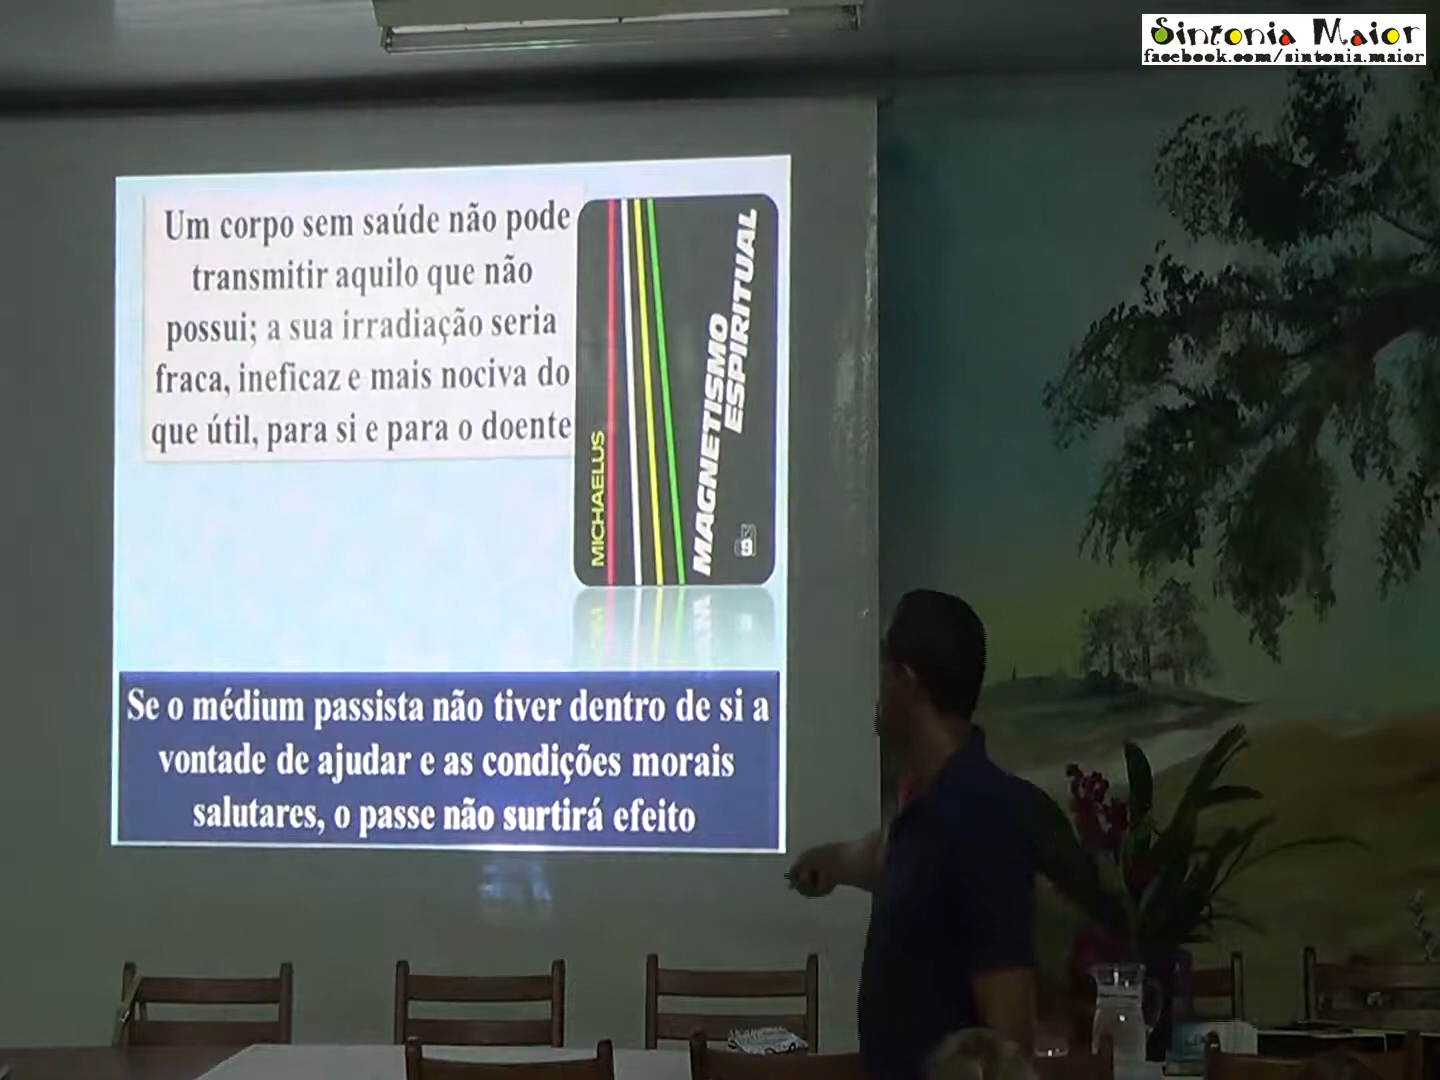 Sintonia Maior
facebook.com/sintonia.maior
Um corpo sem saúde não pode
transmitir aquilo que não
possui; a sua irradiação seria
fraca, ineficaz e mais nociva do
que útil, para si e para o doente
MICHAELUS
MAGNETISMO
ESPIRITUAL
Se o médium passista não tiver dentro de si a
vontade de ajudar e as condições morais
salutares, o passe não surtirá efeito